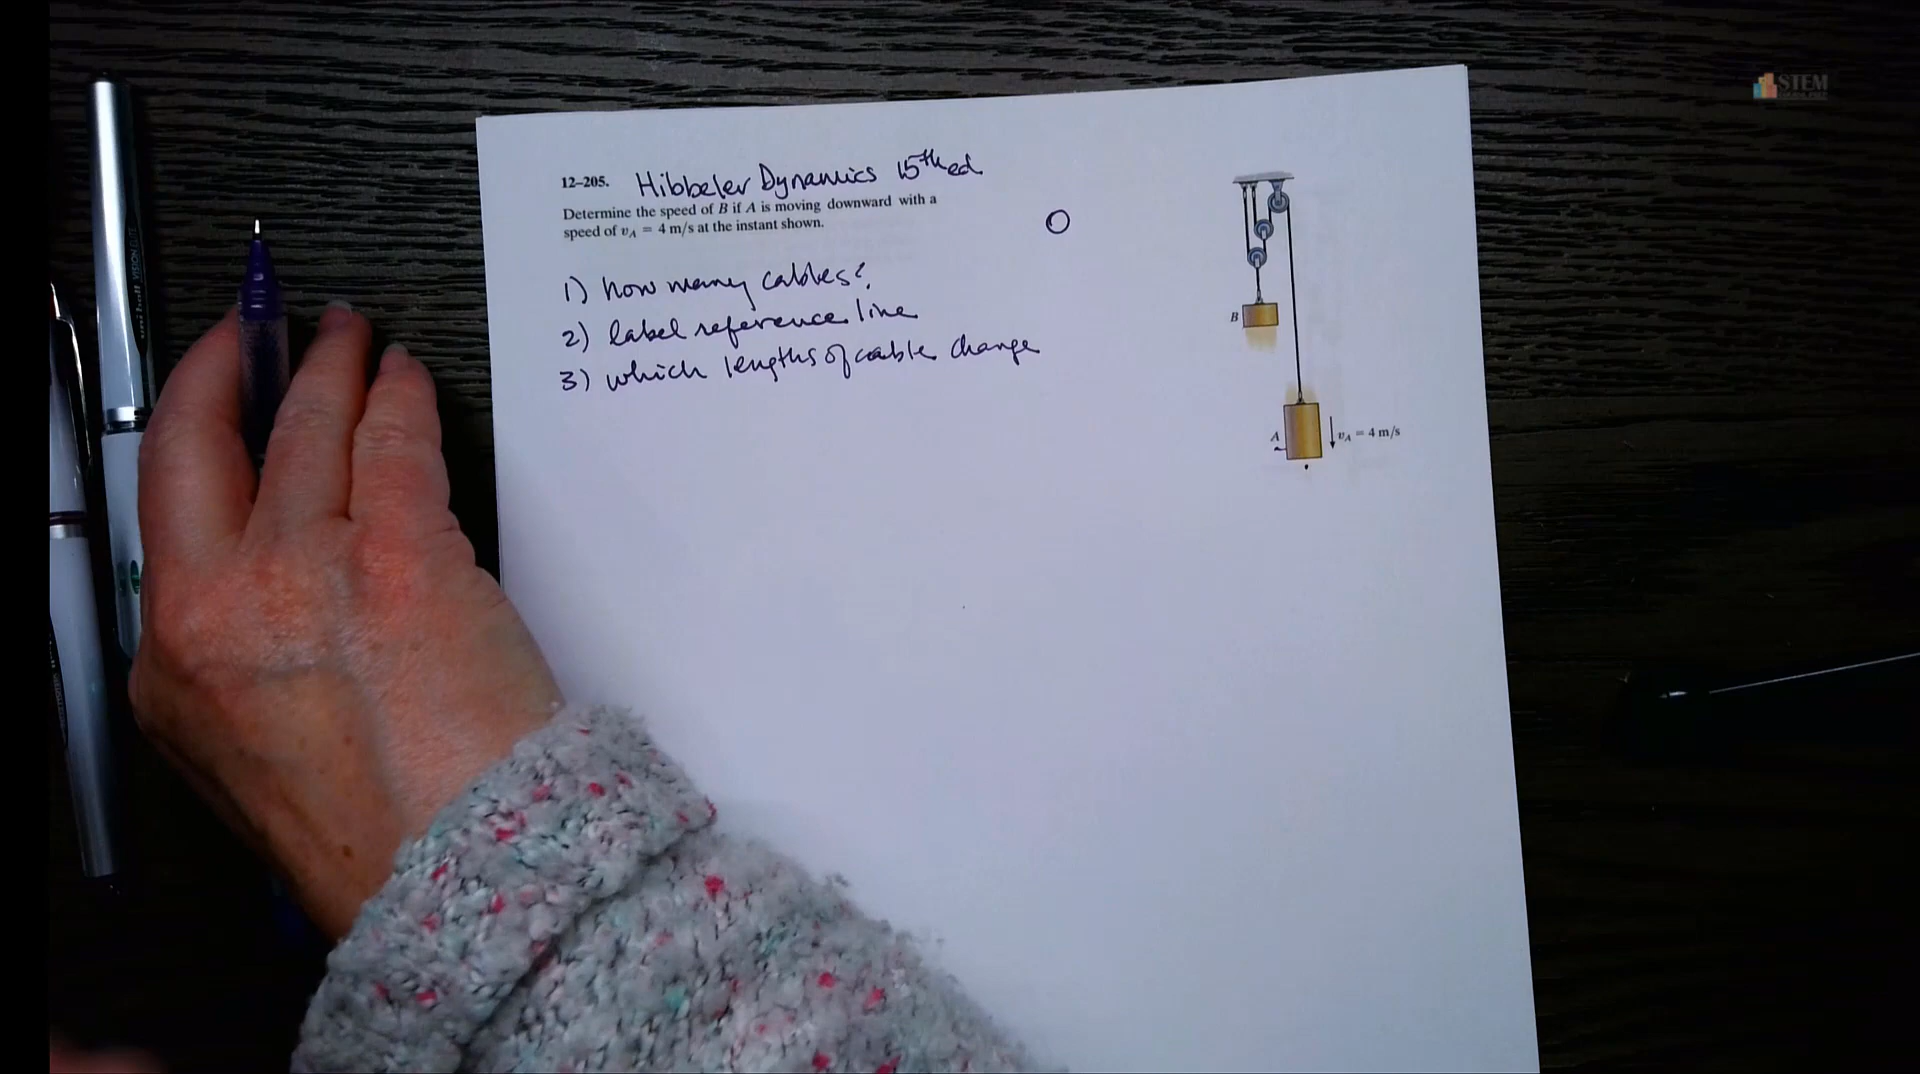 12–205. Hibbeler Dynamics 15th ed
Determine the speed of B if A is moving downward with a
speed of vA = 4 m/s at the instant shown.
1) how many cables?
2) label reference line
3) which lengths of cable change
B
A
vA = 4 m/s
STEM